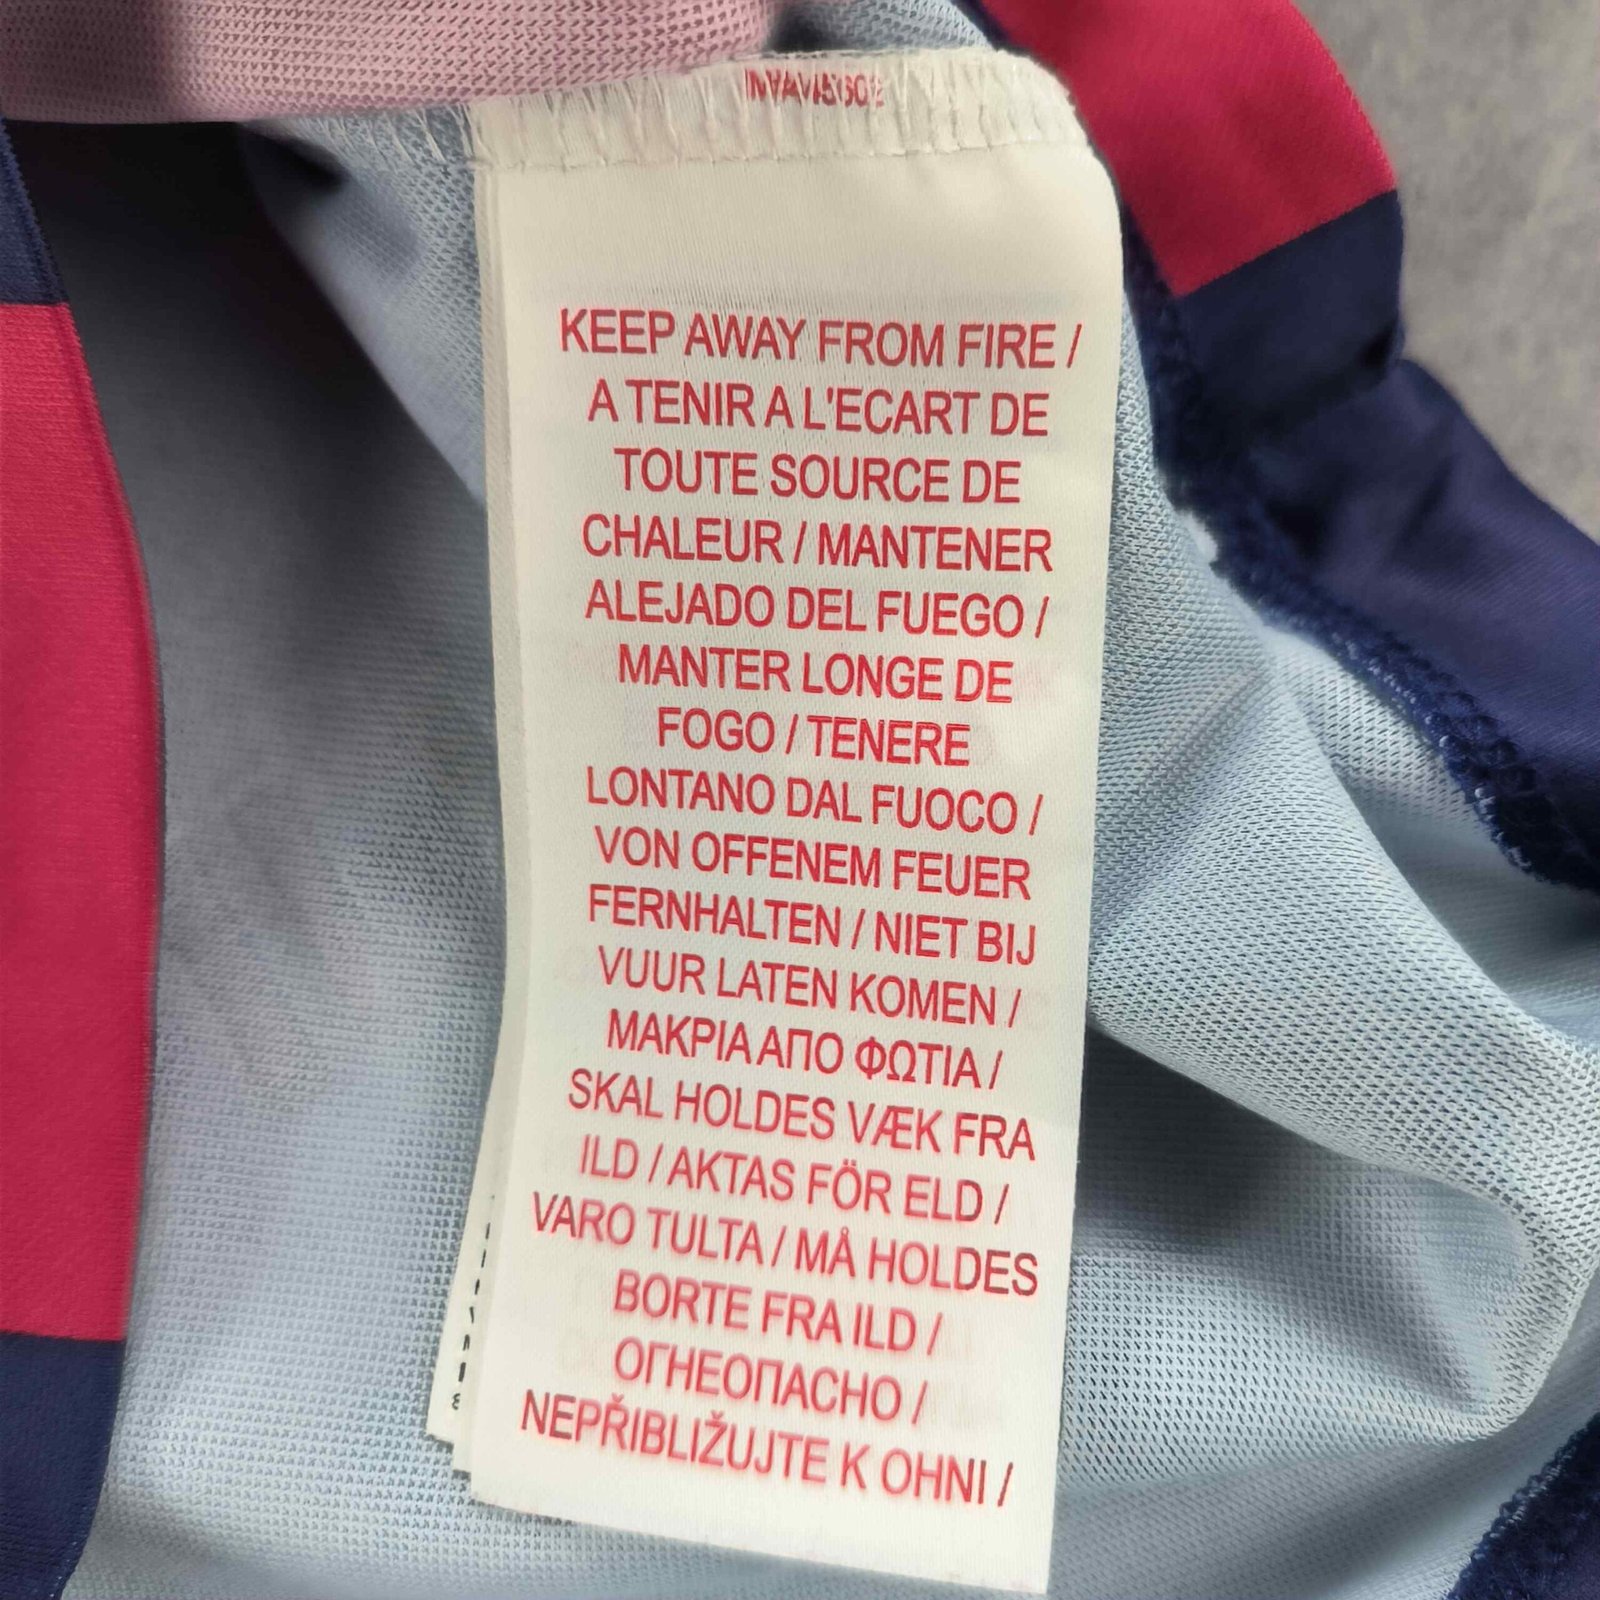 KEEP AWAY FROM FIRE /
A TENIR A L'ECART DE
TOUTE SOURCE DE
CHALEUR / MANTENER
ALEJADO DEL FUEGO /
MANTER LONGE DE
FOGO / TENERE
LONTANO DAL FUOCO /
VON OFFENEM FEUER
FERNHALTEN / NIET BIJ
VUUR LATEN KOMEN /
ΜΑΚΡΙΑ ΑΠΟ ΦΩΤΙΑ /
SKAL HOLDES VÆK FRA
ILD / AKTAS FÖR ELD /
VARO TULTA / MÅ HOLDES
BORTE FRA ILD /
ОГНЕОПАСНО /
NEPŘIBLIŽUJTE K OHNI /